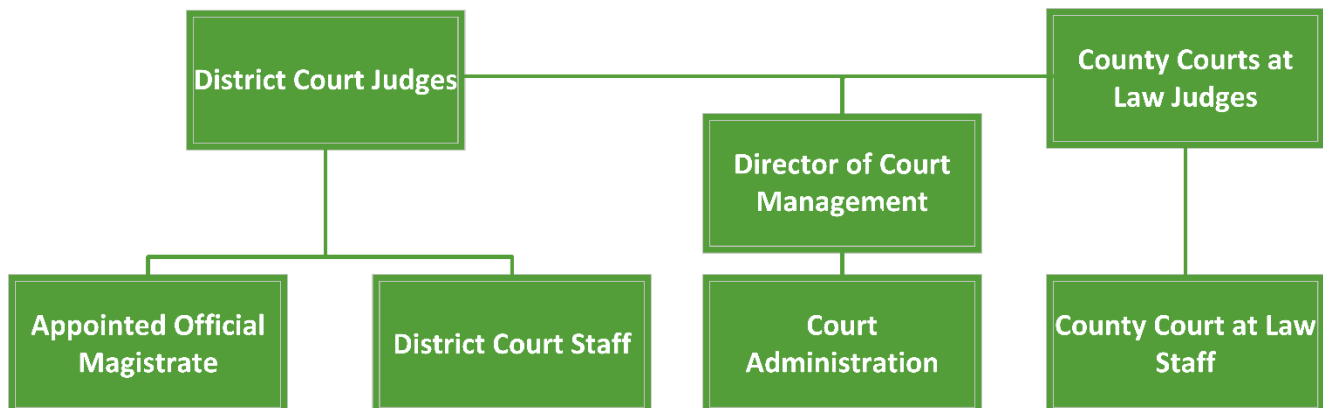 District Court Judges
County Courts at
Law Judges
Director of Court
Management
Appointed Official
Magistrate
District Court Staff
Court
Administration
County Court at Law
Staff